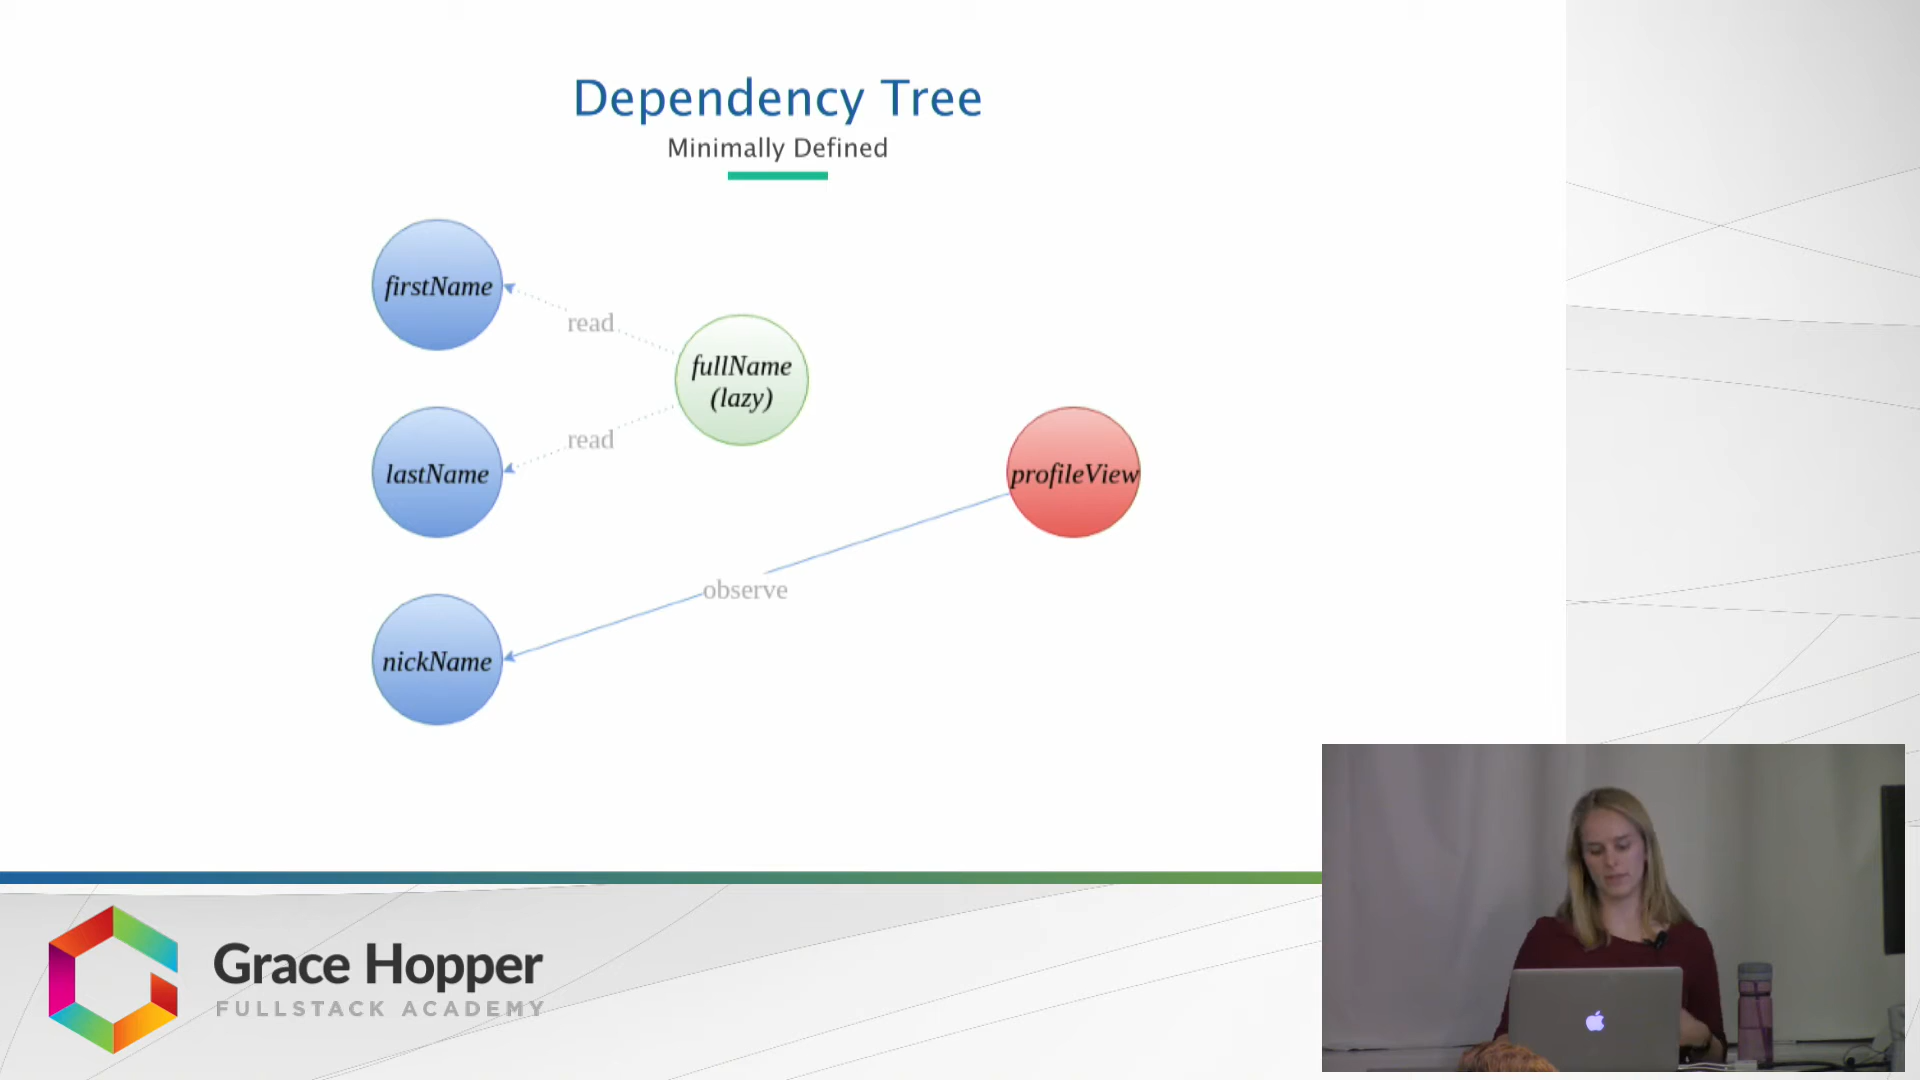 Dependency Tree
Minimally Defined
firstName
read
fullName
(lazy)
read
lastName
profileView
observe
nickName
Grace Hopper
FULLSTACK ACADEMY